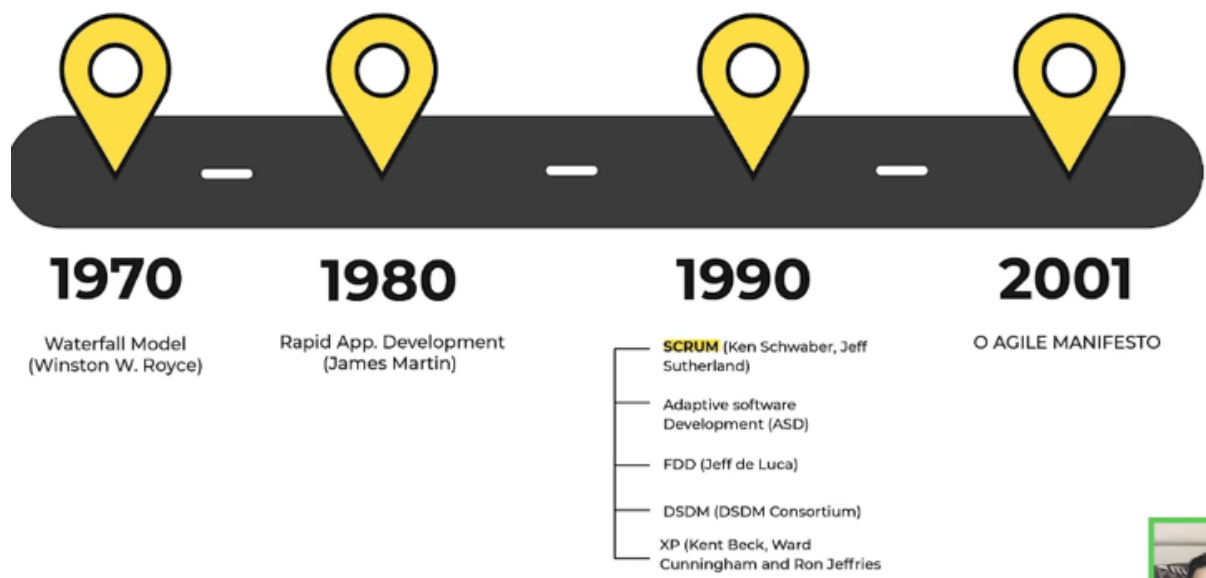 1970
Waterfall Model
(Winston W. Royce)
1980
Rapid App. Development
(James Martin)
1990
SCRUM (Ken Schwaber, Jeff
Sutherland)
Adaptive software
Development (ASD)
FDD (Jeff de Luca)
DSDM (DSDM Consortium)
XP (Kent Beck, Ward
Cunningham and Ron Jeffries
2001
O AGILE MANIFESTO